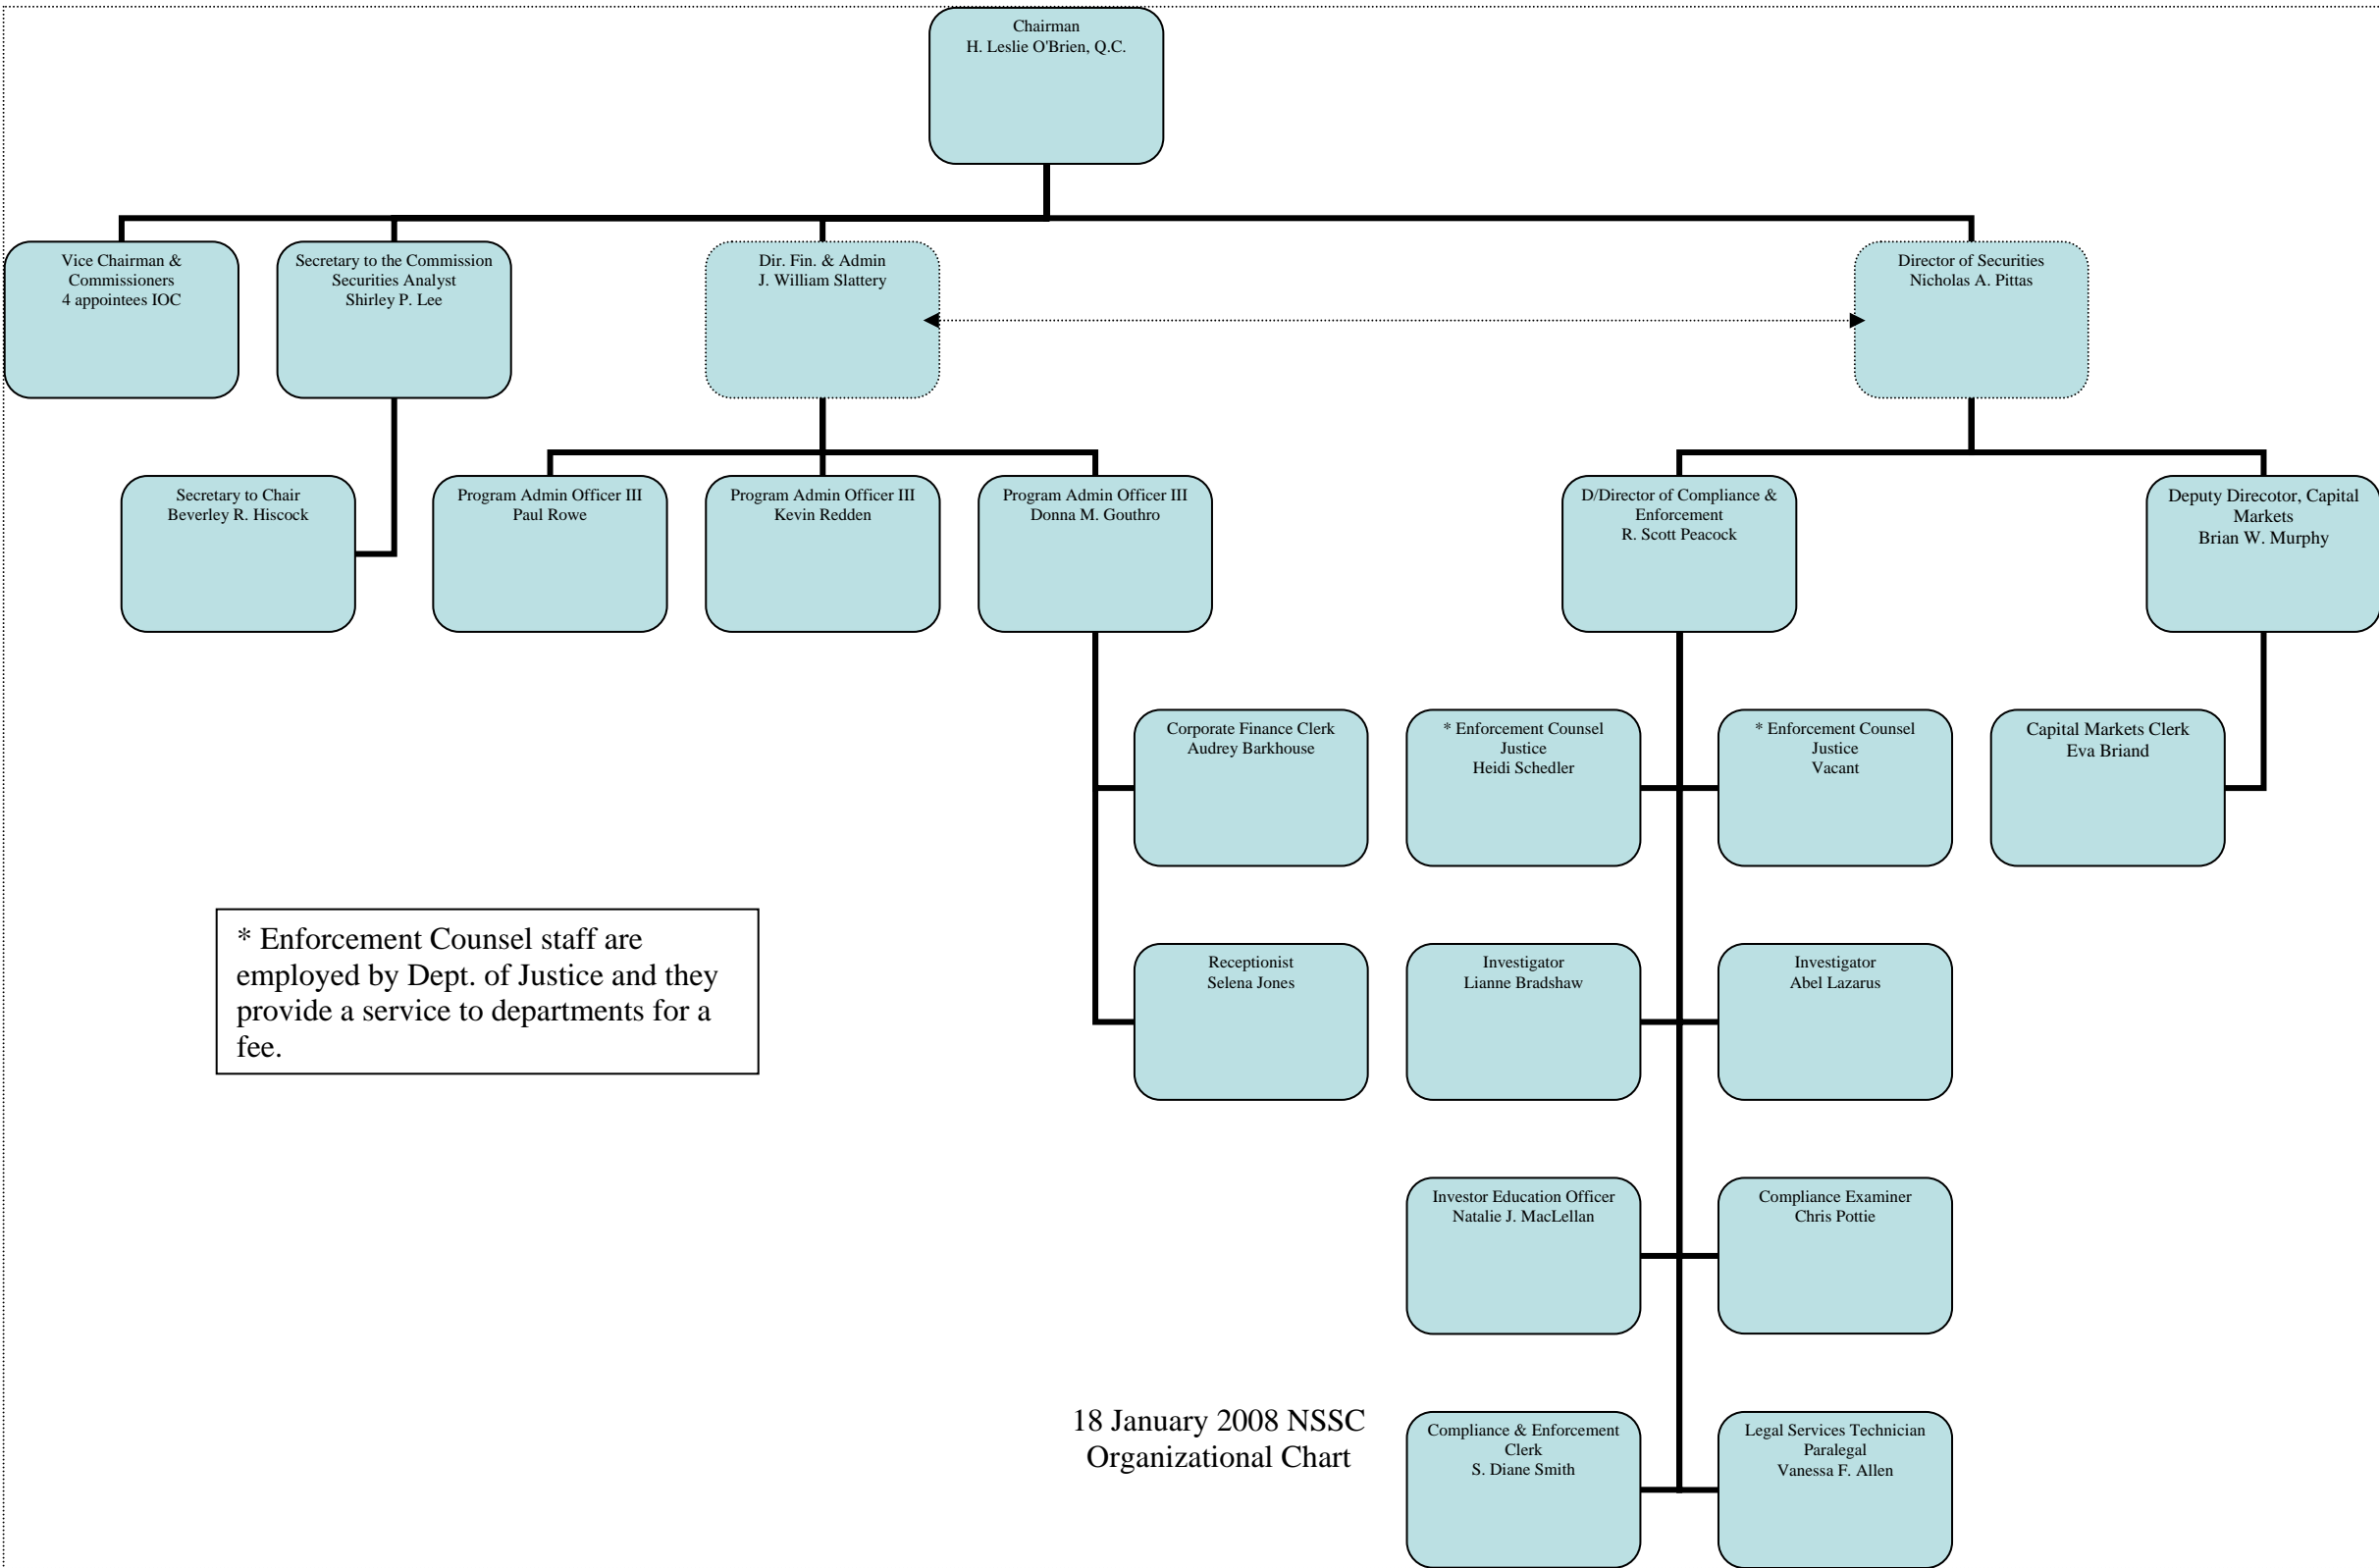 Chairman
H. Leslie O'Brien, Q.C.
Vice Chairman &
Commissioners
4 appointees IOC
Secretary to the Commission
Securities Analyst
Shirley P. Lee
Dir. Fin. & Admin
J. William Slattery
Director of Securities
Nicholas A. Pittas
Secretary to Chair
Beverley R. Hiscock
Program Admin Officer III
Paul Rowe
Program Admin Officer III
Kevin Redden
Program Admin Officer III
Donna M. Gouthro
D/Director of Compliance &
Enforcement
R. Scott Peacock
Deputy Direcotor, Capital
Markets
Brian W. Murphy
Corporate Finance Clerk
Audrey Barkhouse
* Enforcement Counsel
Justice
Heidi Schedler
* Enforcement Counsel
Justice
Vacant
Capital Markets Clerk
Eva Briand
* Enforcement Counsel staff are
employed by Dept. of Justice and they
provide a service to departments for a
fee.
Receptionist
Selena Jones
Investigator
Lianne Bradshaw
Investigator
Abel Lazarus
Investor Education Officer
Natalie J. MacLellan
Compliance Examiner
Chris Pottie
18 January 2008 NSSC
Organizational Chart
Compliance & Enforcement
Clerk
S. Diane Smith
Legal Services Technician
Paralegal
Vanessa F. Allen